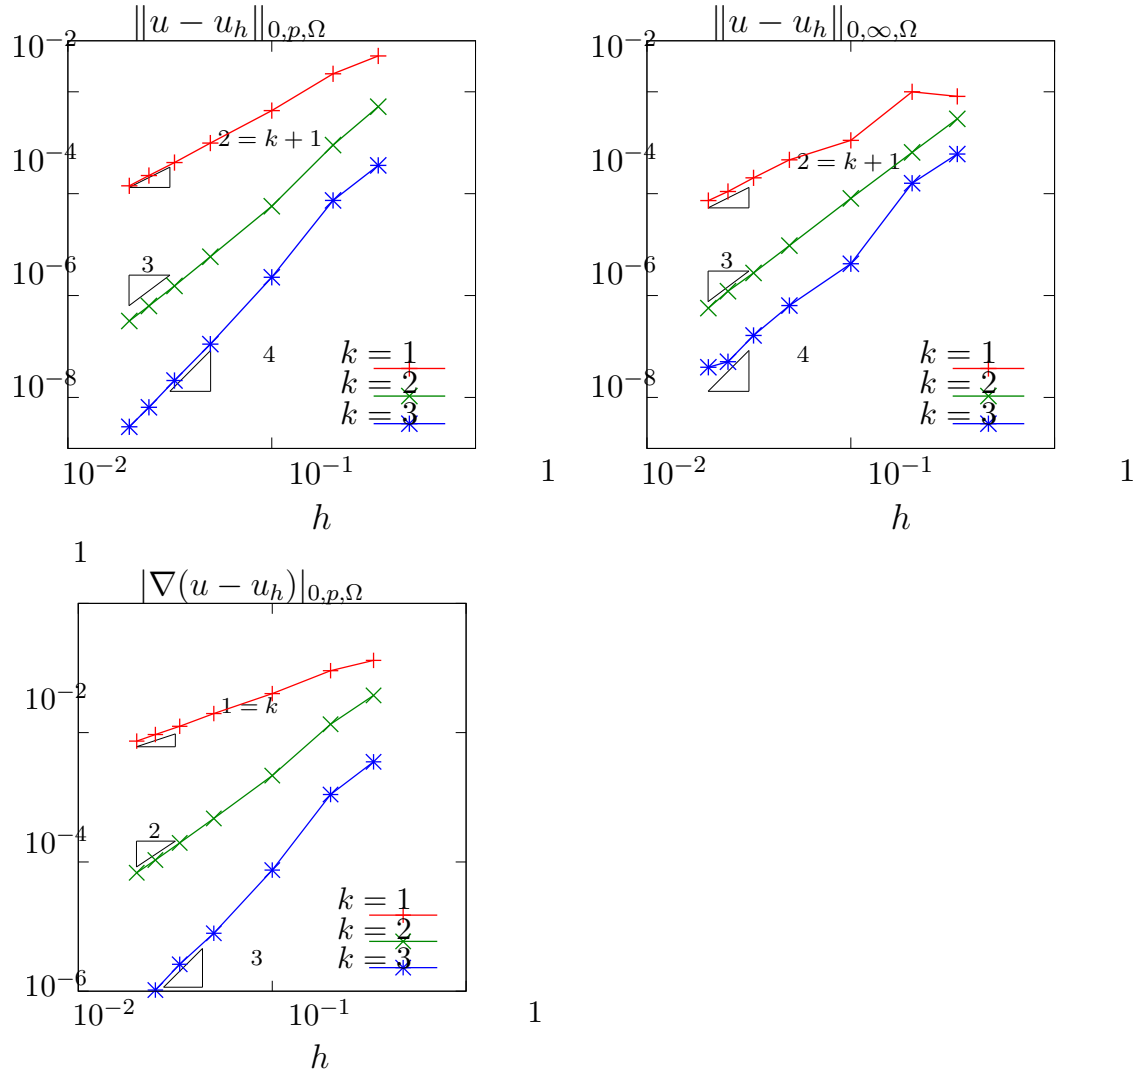 ‖u − u_h‖_{0,p,Ω}
10^{−2}
10^{−4}
10^{−6}
10^{−8}
2 = k + 1
3
4
k = 1
k = 2
k = 3
10^{−2} 10^{−1} 1
h
‖u − u_h‖_{0,∞,Ω}
10^{−2}
10^{−4}
10^{−6}
10^{−8}
2 = k + 1
3
4
k = 1
k = 2
k = 3
10^{−2} 10^{−1} 1
h
|∇(u − u_h)|_{0,p,Ω}
1
10^{−2}
10^{−4}
10^{−6}
1 = k
2
3
k = 1
k = 2
k = 3
10^{−2} 10^{−1} 1
h